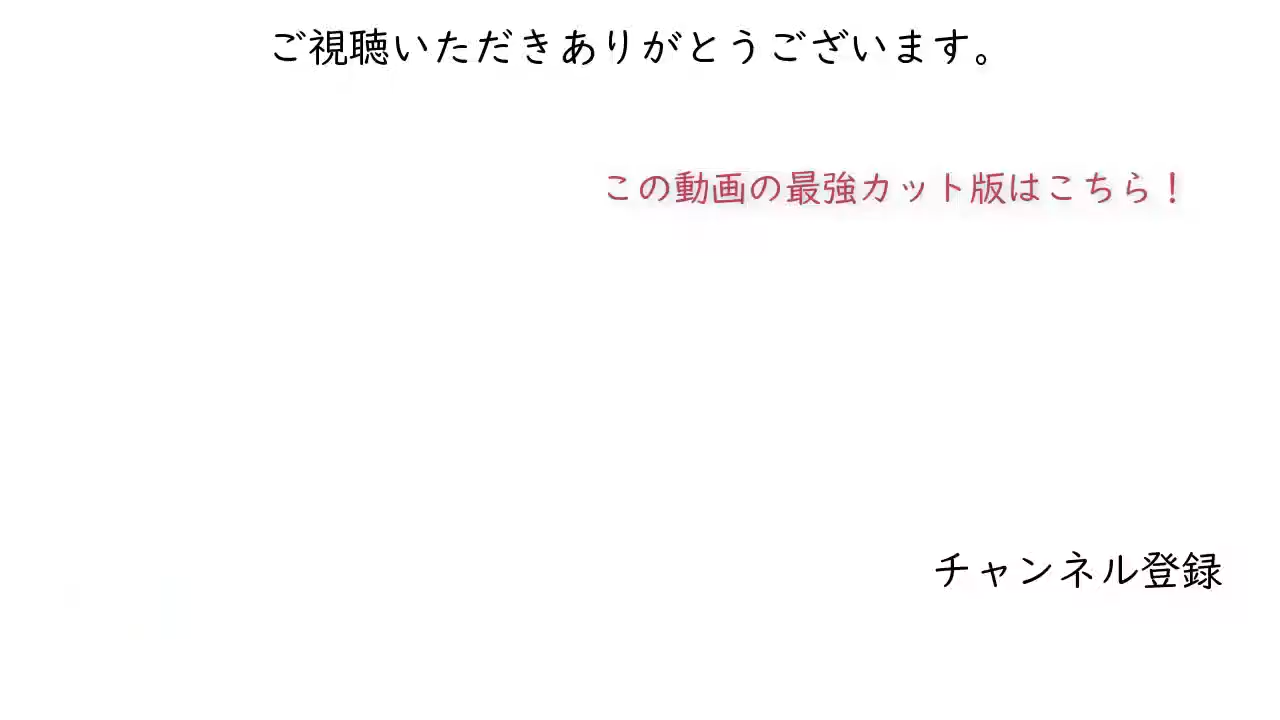 ご視聴いただきありがとうございます。
この動画の最強カット版はこちら！
チャンネル登録